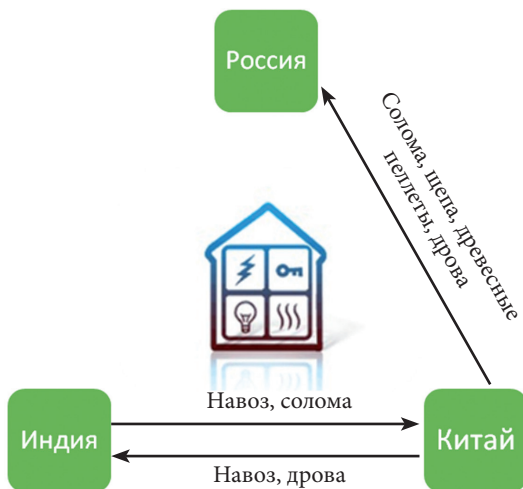 Россия
Солома, щепа, древесные
пеллеты, дрова
Навоз, солома
Индия
Китай
Навоз, дрова